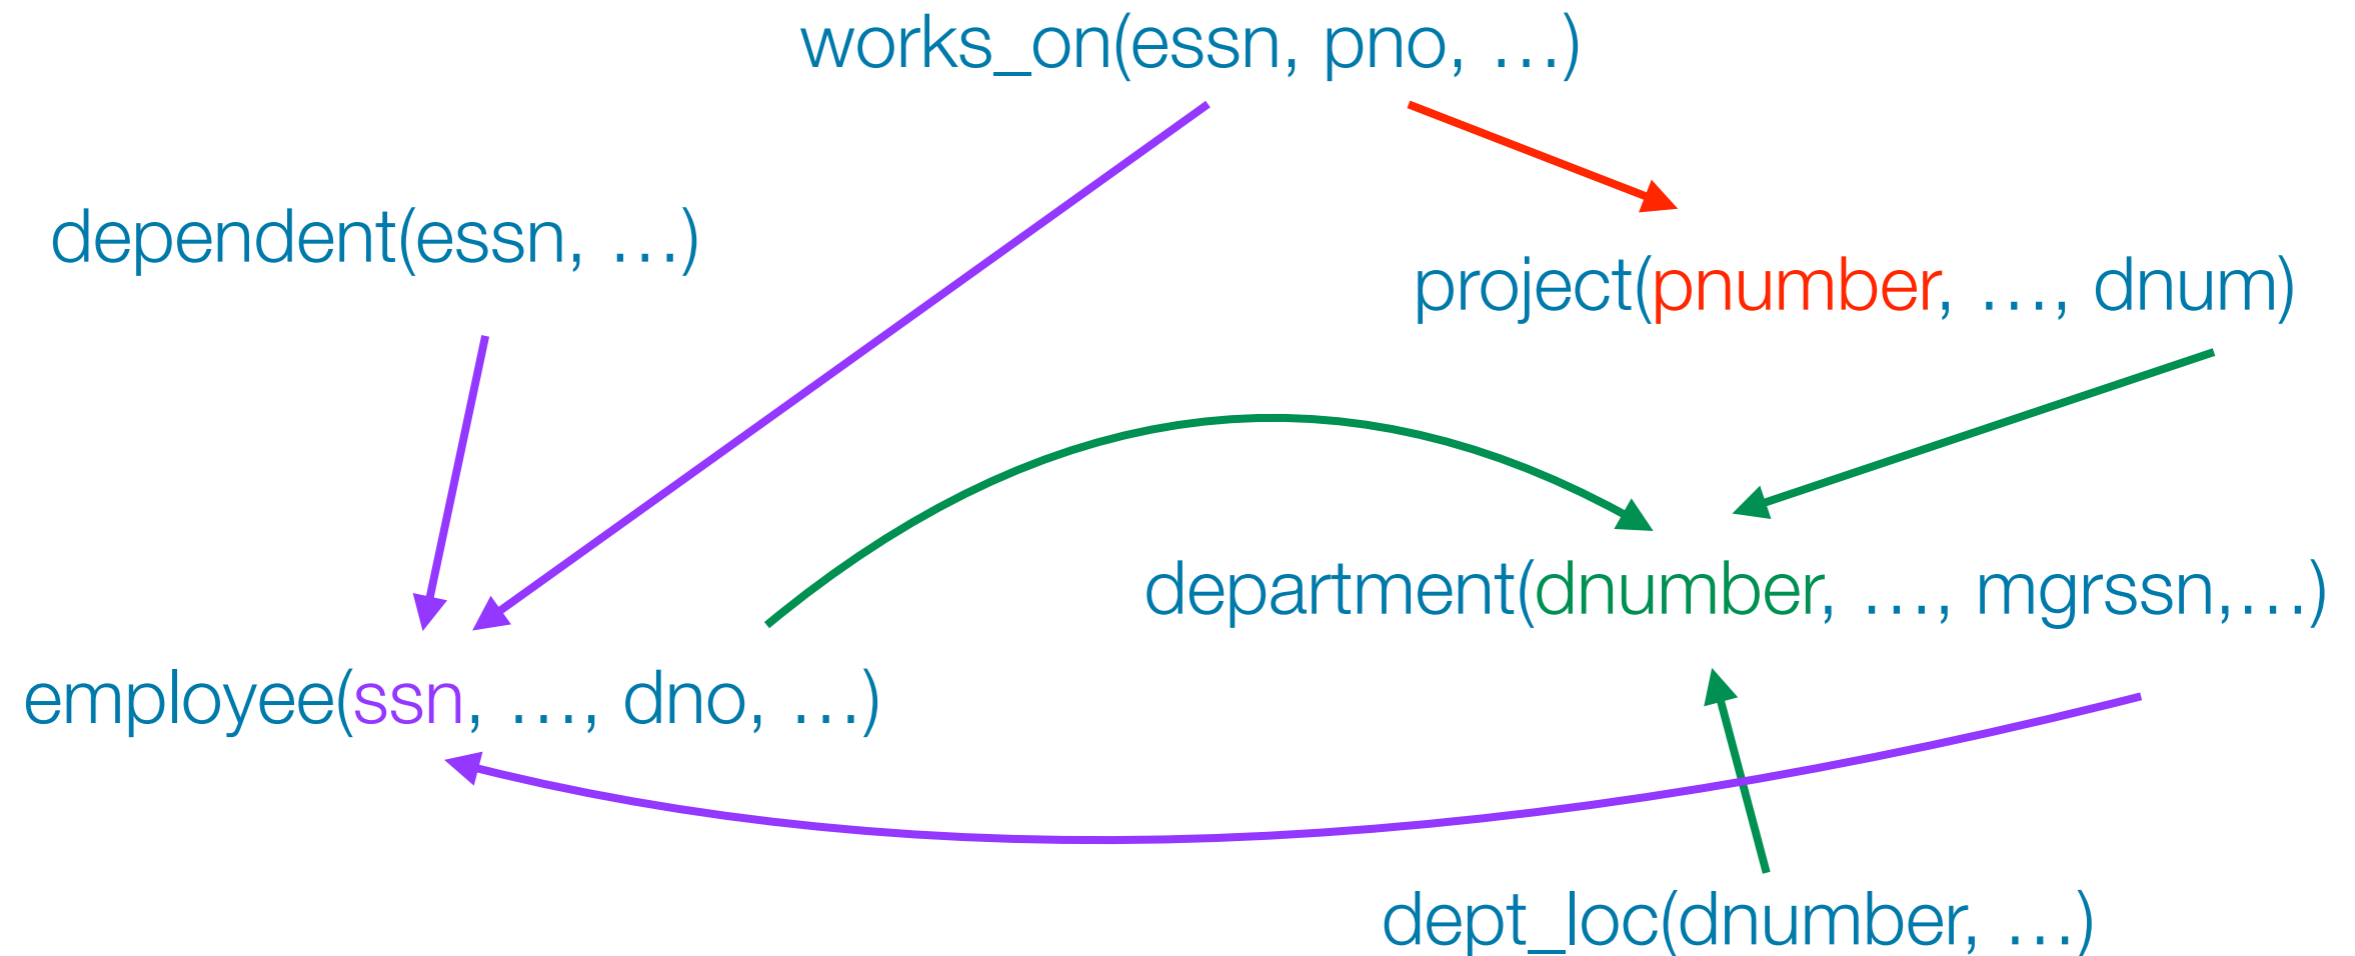 works_on(essn, pno, …)
dependent(essn, …)
project(pnumber, …, dnum)
department(dnumber, …, mgrssn,…)
employee(ssn, …, dno, …)
dept_loc(dnumber, …)